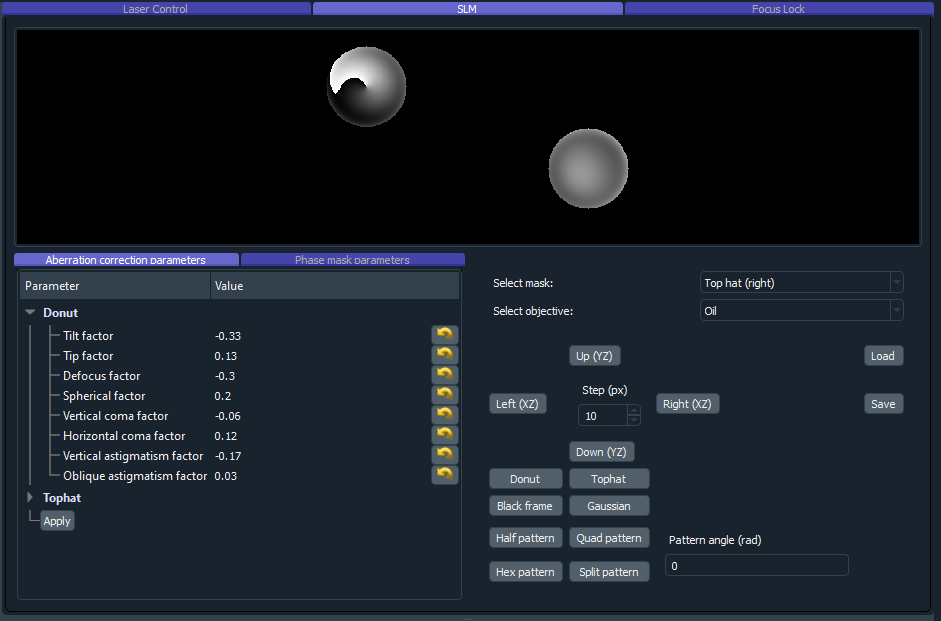 Laser Control SLM Focus Lock
Aberration correction parameters Phase mask parameters
Parameter Value
Donut
Tilt factor -0.33
Tip factor 0.13
Defocus factor -0.3
Spherical factor 0.2
Vertical coma factor -0.06
Horizontal coma factor 0.12
Vertical astigmatism factor -0.17
Oblique astigmatism factor 0.03
Tophat
Apply
Select mask: Top hat (right)
Select objective: Oil
Up (YZ) Load
Step (px)
Left (XZ) 10 Right (XZ) Save
Down (YZ)
Donut Tophat
Black frame Gaussian
Half pattern Quad pattern Pattern angle (rad)
Hex pattern Split pattern 0